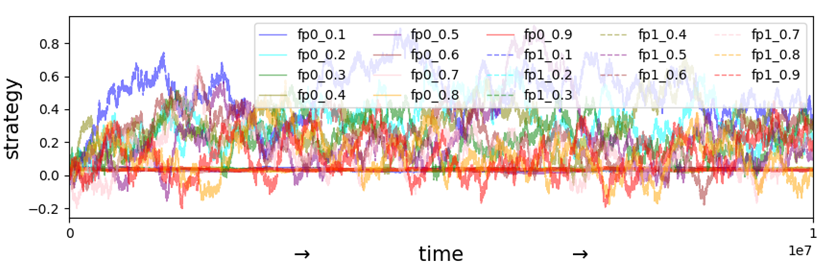 0.8
0.6
0.4
0.2
0.0
−0.2
strategy
fp0_0.1 fp0_0.5 fp0_0.9 fp1_0.4 fp1_0.7
fp0_0.2 fp0_0.6 fp1_0.1 fp1_0.5 fp1_0.8
fp0_0.3 fp0_0.7 fp1_0.2 fp1_0.6 fp1_0.9
fp0_0.4 fp0_0.8 fp1_0.3
0 1
1e7
→ time →